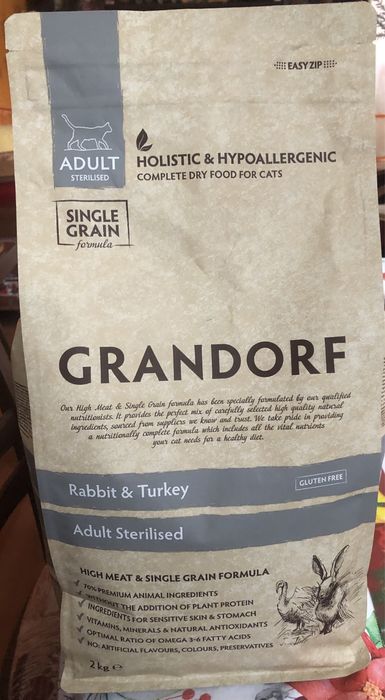 EASY ZIP
ADULT
STERILISED
HOLISTIC & HYPOALLERGENIC
COMPLETE DRY FOOD FOR CATS
SINGLE
GRAIN
formula
GRANDORF
Our High Meat & Single Grain formula has been specially formulated by our qualified
nutritionists. It provides the perfect mix of carefully selected high quality natural
ingredients, sourced from suppliers we know and trust. We take pride in providing
a nutritionally complete formula which includes all the vital nutrients
your cat needs for a healthy diet.
Rabbit & Turkey
GLUTEN FREE
Adult Sterilised
HIGH MEAT & SINGLE GRAIN FORMULA
70% PREMIUM ANIMAL INGREDIENTS
WITHOUT THE ADDITION OF PLANT PROTEIN
INGREDIENTS FOR SENSITIVE SKIN & STOMACH
VITAMINS, MINERALS & NATURAL ANTIOXIDANTS
OPTIMAL RATIO OF OMEGA 3-6 FATTY ACIDS
NO: ARTIFICIAL FLAVOURS, COLOURS, PRESERVATIVES
2 kg ℮